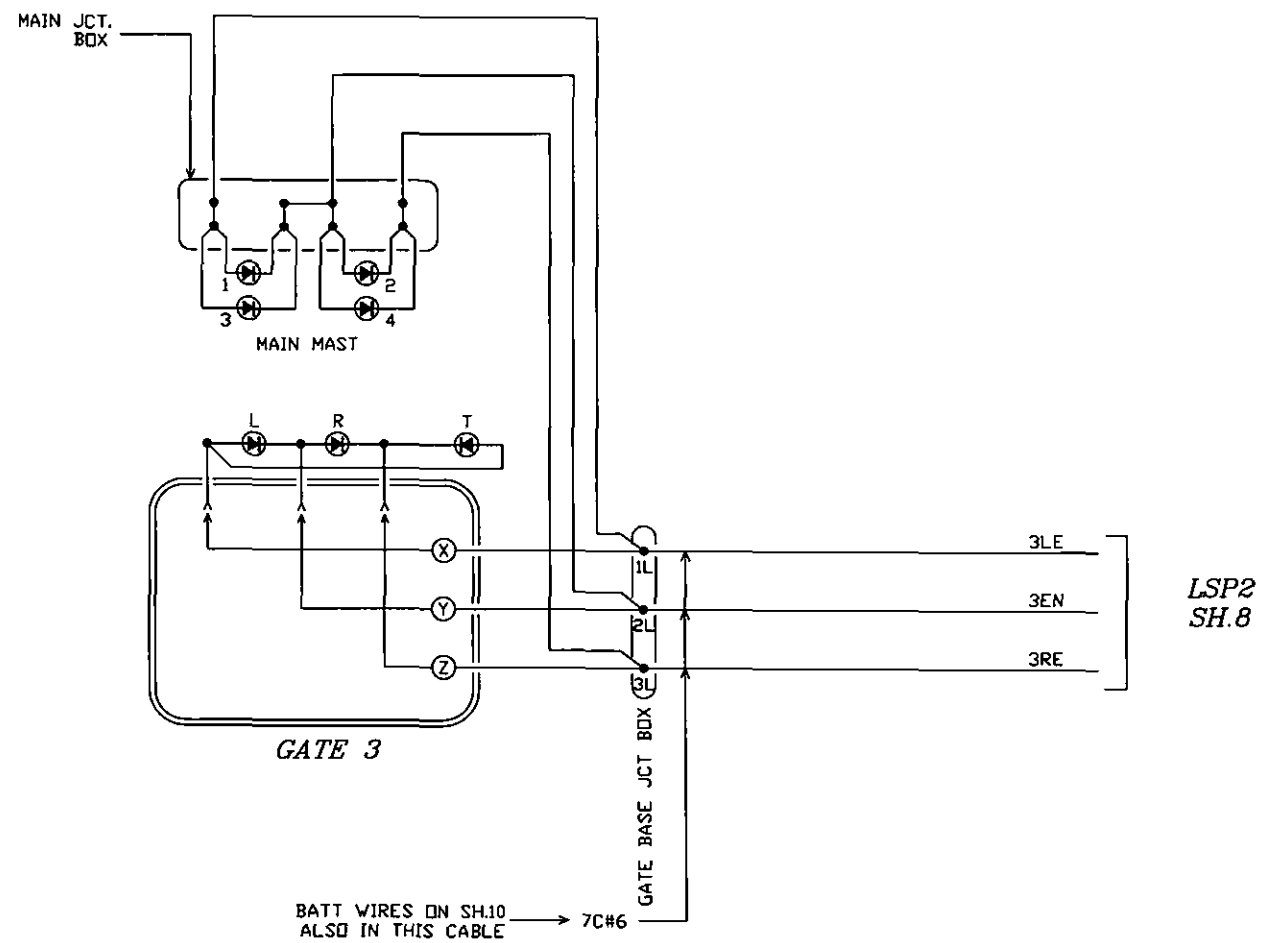 MAIN JCT.
BOX
1
2
3
4
MAIN MAST
L
R
T
X
Y
Z
1L
2L
3L
3LE
3EN
3RE
LSP2
SH.8
GATE 3
GATE BASE JCT BOX
BATT WIRES ON SH.10
ALSO IN THIS CABLE
7C#6